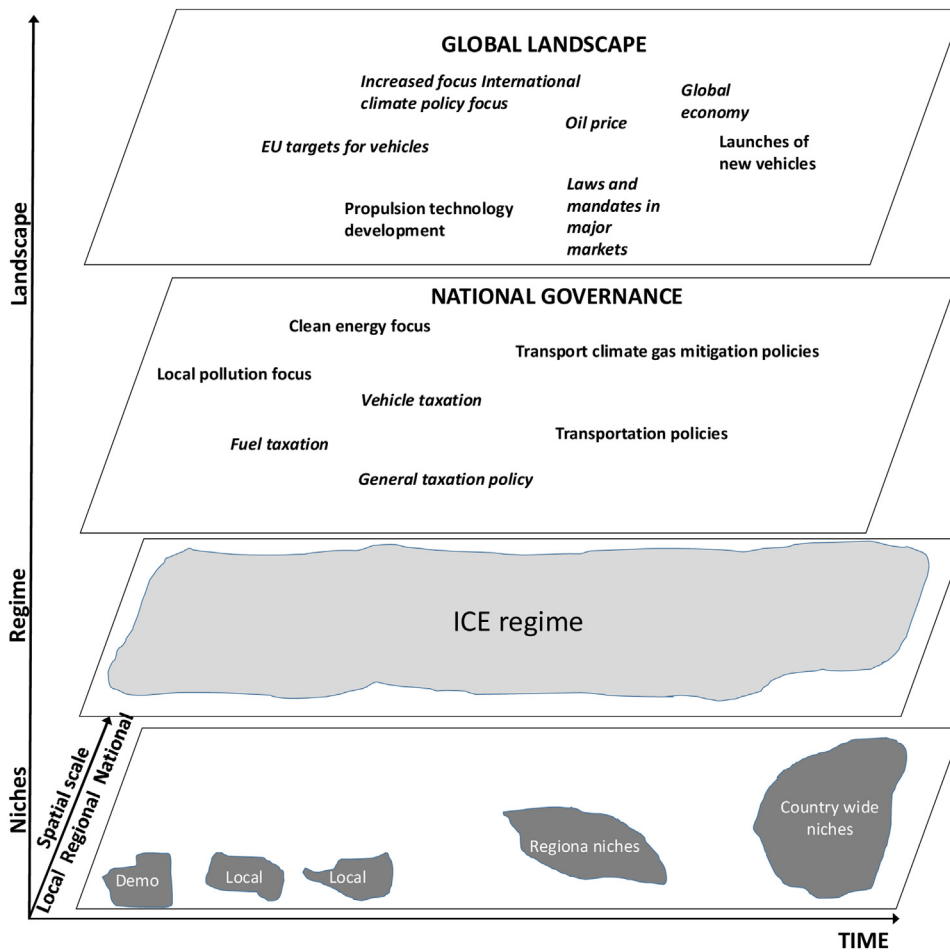 GLOBAL LANDSCAPE
Increased focus International
climate policy focus
Global
economy
Oil price
EU targets for vehicles
Launches of
new vehicles
Laws and
mandates in
major
markets
Propulsion technology
development
Landscape
NATIONAL GOVERNANCE
Clean energy focus
Transport climate gas mitigation policies
Local pollution focus
Vehicle taxation
Transportation policies
Fuel taxation
General taxation policy
Regime
ICE regime
Niches
Spatial scale
Local Regional National
Country wide
niches
Regiona niches
Demo
Local
Local
TIME